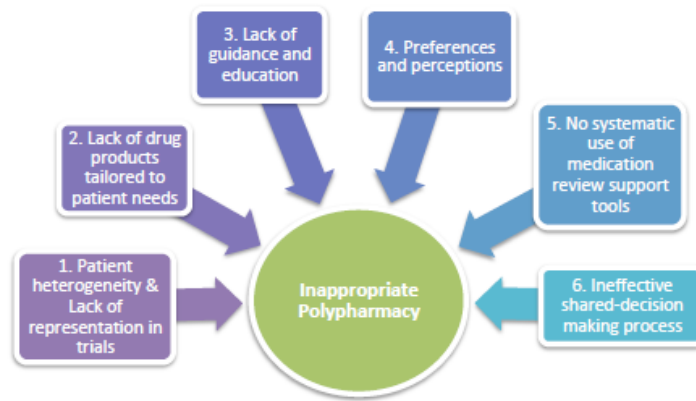 3. Lack of
guidance and
education
4. Preferences
and perceptions
2. Lack of drug
products
tailored to
patient needs
5. No systematic
use of
medication
review support
tools
1. Patient
heterogeneity &
Lack of
representation in
trials
Inappropriate
Polypharmacy
6. Ineffective
shared-decision
making process